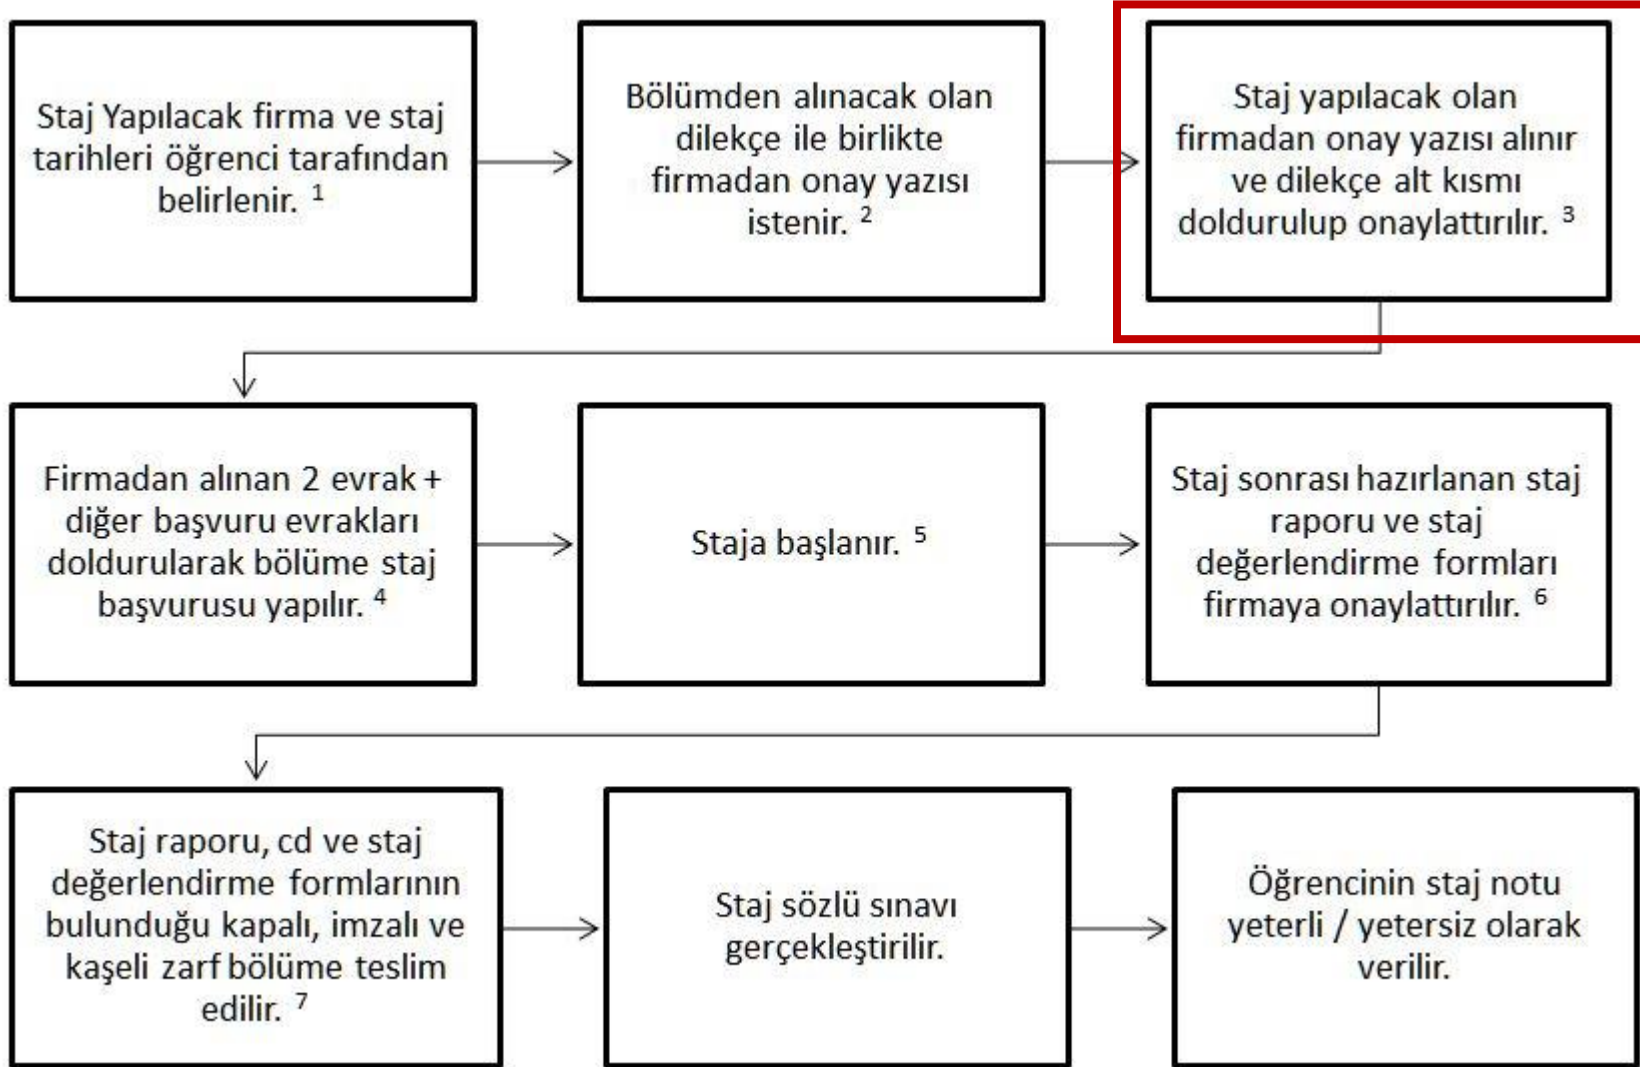 Staj Yapılacak firma ve staj
tarihleri öğrenci tarafından
belirlenir. 1
Bölümden alınacak olan
dilekçe ile birlikte
firmadan onay yazısı
istenir. 2
Staj yapılacak olan
firmadan onay yazısı alınır
ve dilekçe alt kısmı
doldurulup onaylattırılır. 3
Firmadan alınan 2 evrak +
diğer başvuru evrakları
doldurularak bölüme staj
başvurusu yapılır. 4
Staja başlanır. 5
Staj sonrası hazırlanan staj
raporu ve staj
değerlendirme formları
firmaya onaylattırılır. 6
Staj raporu, cd ve staj
değerlendirme formlarının
bulunduğu kapalı, imzalı ve
kaşeli zarf bölüme teslim
edilir. 7
Staj sözlü sınavı
gerçekleştirilir.
Öğrencinin staj notu
yeterli / yetersiz olarak
verilir.